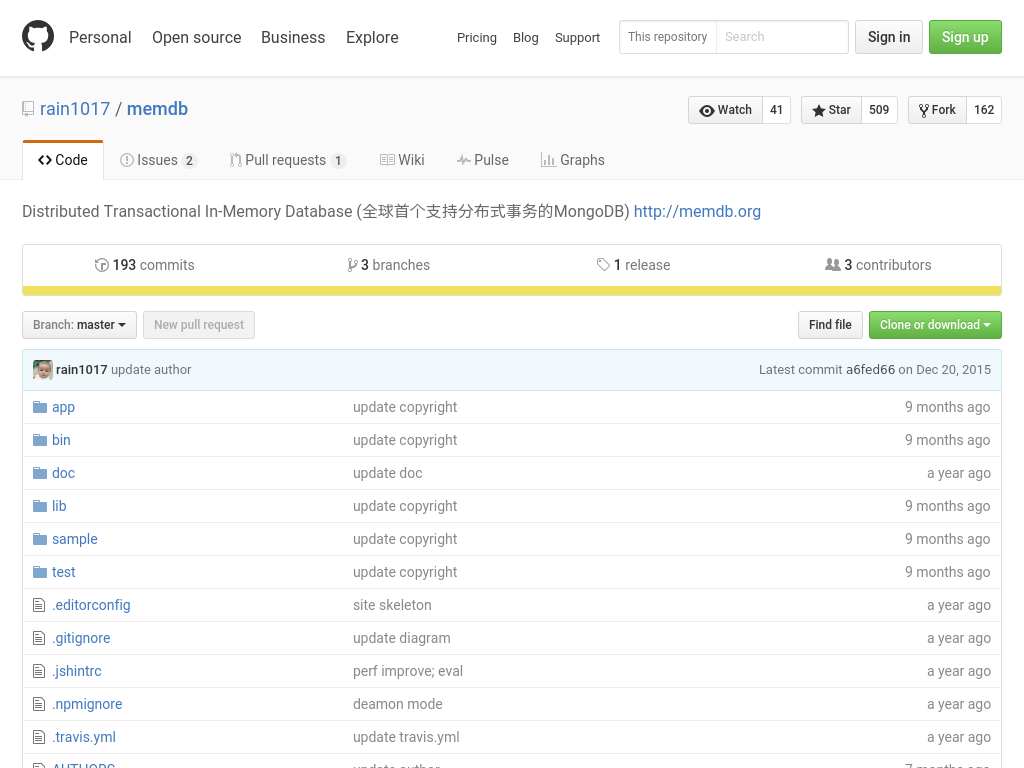 Personal Open source Business Explore Pricing Blog Support This repository Search Sign in Sign up
rain1017 / memdb Watch 41 Star 509 Fork 162
Code Issues 2 Pull requests 1 Wiki Pulse Graphs
Distributed Transactional In-Memory Database (全球首个支持分布式事务的MongoDB) http://memdb.org
193 commits 3 branches 1 release 3 contributors
Branch: master New pull request Find file Clone or download
rain1017 update author Latest commit a6fed66 on Dec 20, 2015
app update copyright 9 months ago
bin update copyright 9 months ago
doc update doc a year ago
lib update copyright 9 months ago
sample update copyright 9 months ago
test update copyright 9 months ago
.editorconfig site skeleton a year ago
.gitignore update diagram a year ago
.jshintrc perf improve; eval a year ago
.npmignore deamon mode a year ago
.travis.yml update travis.yml a year ago
AUTHORS update author 7 months ago